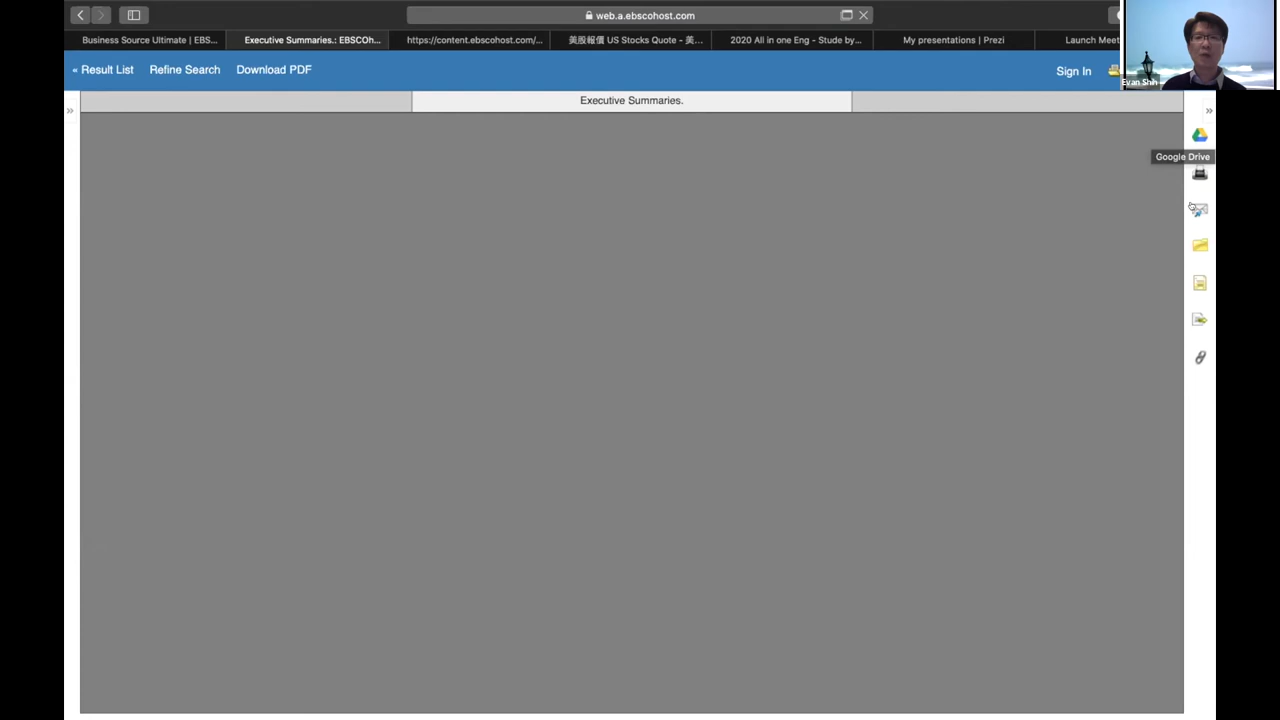 web.a.ebscohost.com
Business Source Ultimate | EBS...
Executive Summaries.: EBSCOh...
https://content.ebscohost.com/...
美股報價 US Stocks Quote - 美...
2020 All in one Eng - Stude by...
My presentations | Prezi
Launch Meet
« Result List
Refine Search
Download PDF
Sign In
Evan Shih
Executive Summaries.
Google Drive